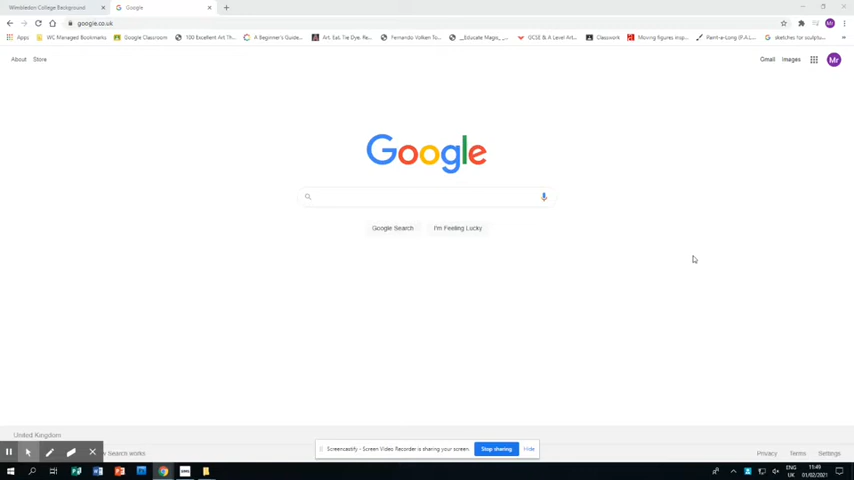 Wimbledon College Background
Google
google.co.uk
Apps
WC Managed Bookmarks
Google Classroom
100 Excellent Art Th...
A Beginner's Guide...
Art, Eat, Tie Dye, Re...
Fernando Volken To...
__Educate Magic_ _...
GCSE & A Level Art...
Classwork
Moving figures insp...
Paint-a-Long (P.A.L...
sketches for sculptu...
About
Store
Gmail
Images
Mr
Google
Google Search
I'm Feeling Lucky
United Kingdom
w Search works
Screencastify - Screen Video Recorder is sharing your screen.
Stop sharing
Hide
Privacy
Terms
Settings
ENG
UK
11:49
01/02/2021